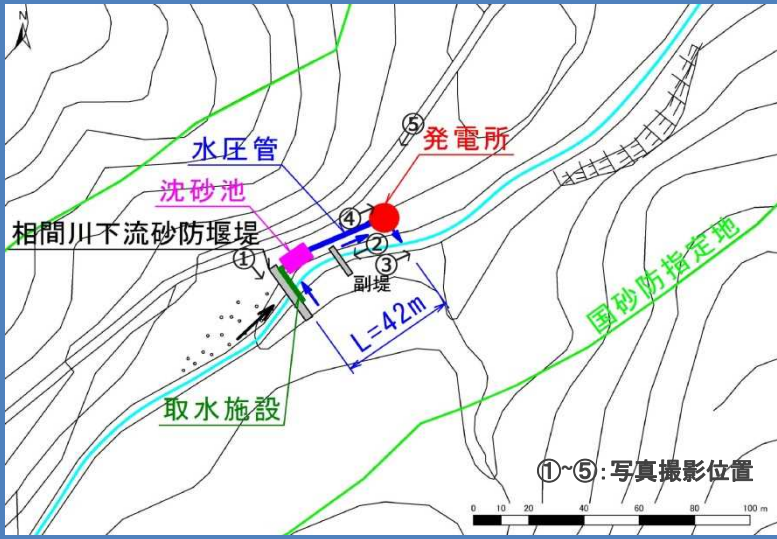 N
⑤
発電所
水圧管
沈砂池
④
相間川下流砂防堰堤
①
②
③
副堤
L=42m
国砂防指定地
取水施設
①~⑤:写真撮影位置
0 10 20 40 60 80 100 m